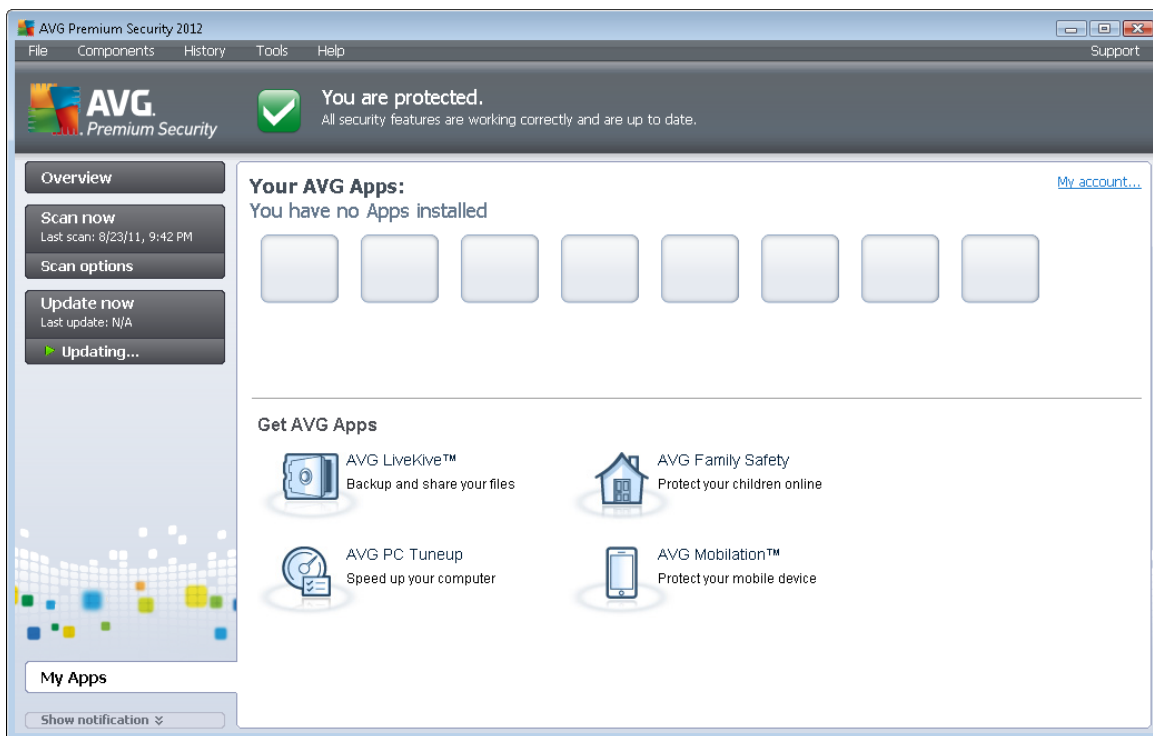 AVG Premium Security 2012
File Components History Tools Help Support
AVG.
Premium Security
You are protected.
All security features are working correctly and are up to date.
Overview
Scan now
Last scan: 8/23/11, 9:42 PM
Scan options
Update now
Last update: N/A
Updating...
My Apps
Show notification
Your AVG Apps:
My account...
You have no Apps installed
Get AVG Apps
AVG LiveKive™
Backup and share your files
AVG Family Safety
Protect your children online
AVG PC Tuneup
Speed up your computer
AVG Mobilation™
Protect your mobile device